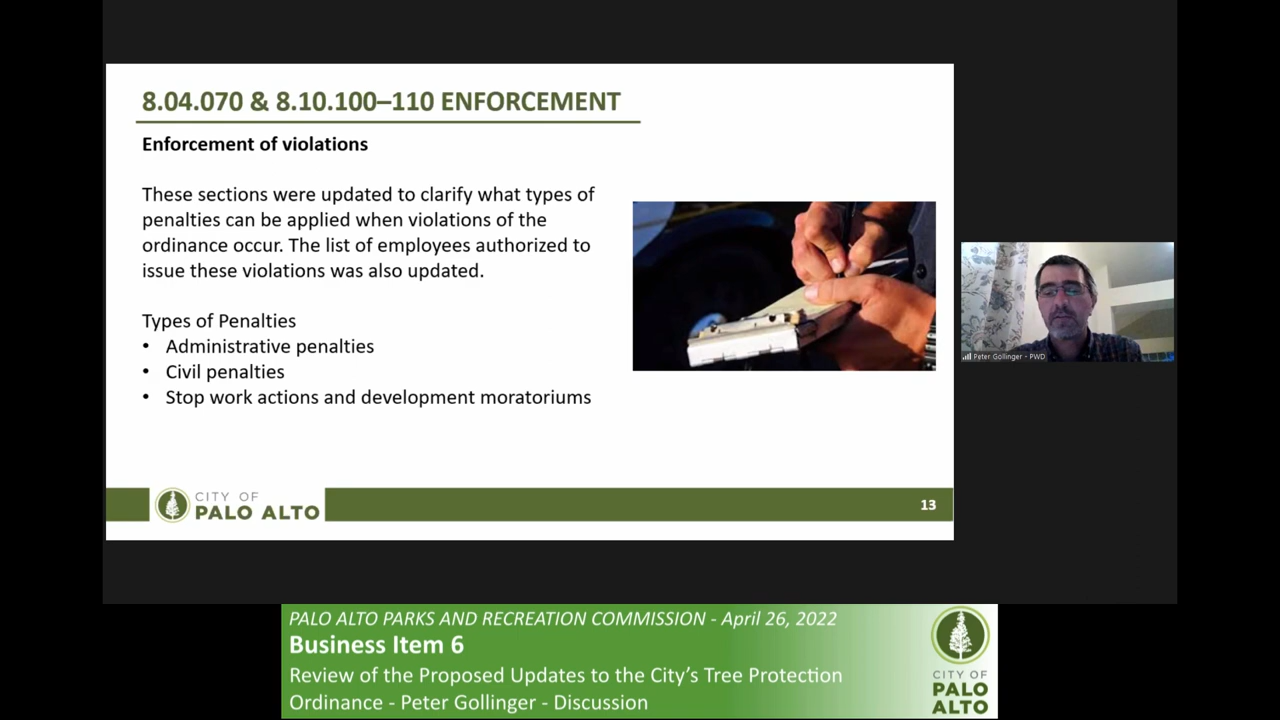 8.04.070 & 8.10.100–110 ENFORCEMENT
Enforcement of violations
These sections were updated to clarify what types of
penalties can be applied when violations of the
ordinance occur. The list of employees authorized to
issue these violations was also updated.
Types of Penalties
• Administrative penalties
• Civil penalties
• Stop work actions and development moratoriums
CITY OF
PALO ALTO
13
Peter Gollinger - PWD
PALO ALTO PARKS AND RECREATION COMMISSION - April 26, 2022
Business Item 6
Review of the Proposed Updates to the City’s Tree Protection
Ordinance - Peter Gollinger - Discussion
CITY OF
PALO
ALTO